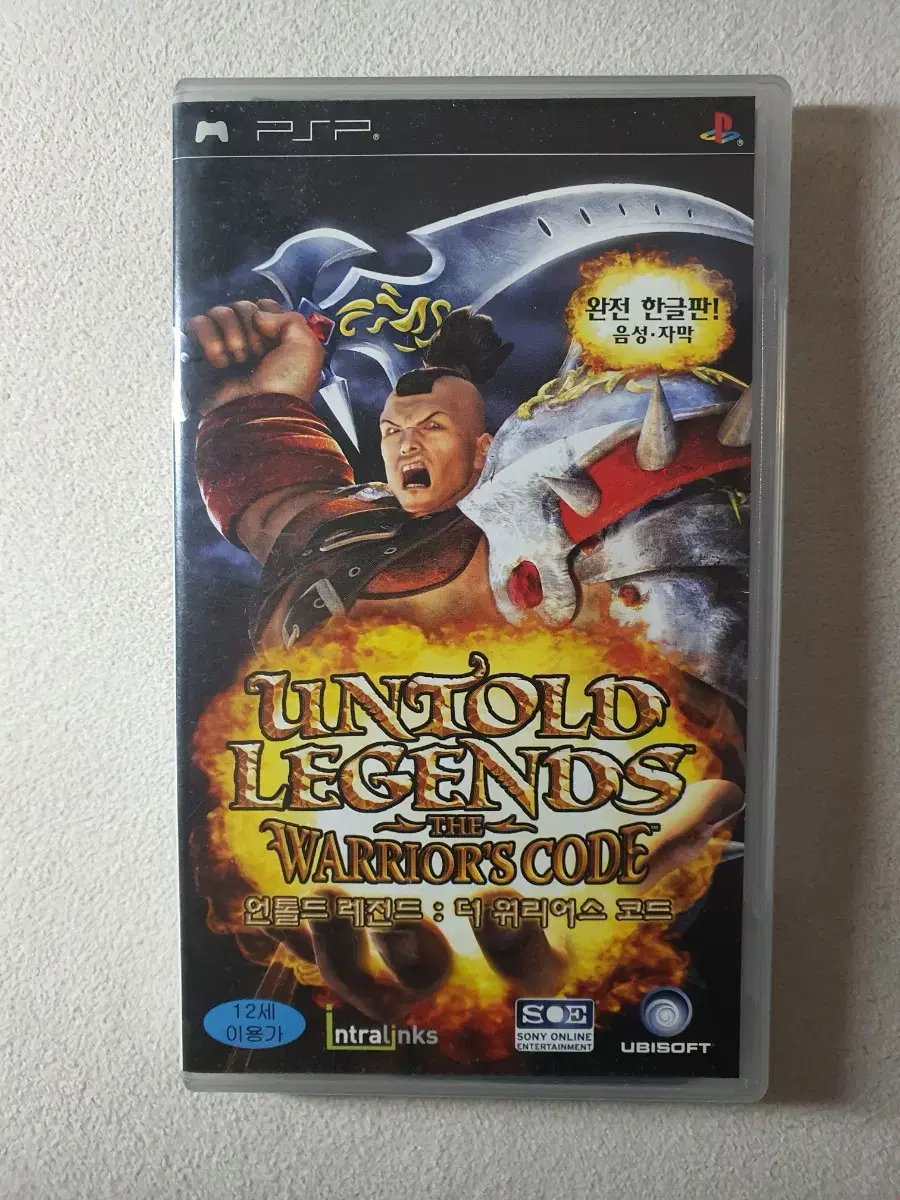 PSP
완전 한글판!
음성·자막
UNTOLD
LEGENDS™
THE
WARRIOR'S CODE™
언톨드 레전드 : 더 워리어스 코드
12세
이용가
intralinks
SOE
SONY ONLINE
ENTERTAINMENT
UBISOFT